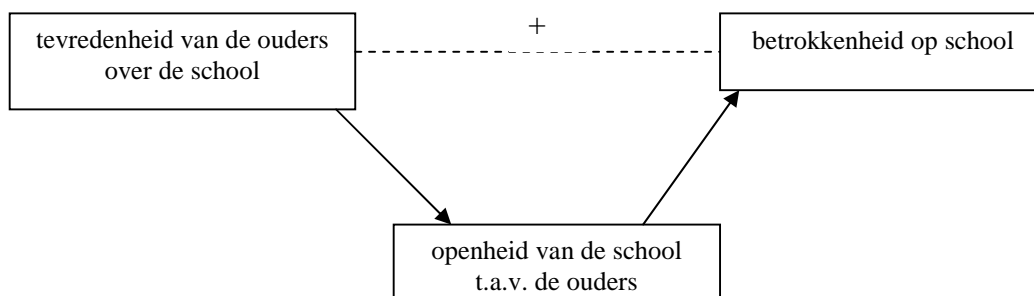 tevredenheid van de ouders
over de school
+
betrokkenheid op school
openheid van de school
t.a.v. de ouders